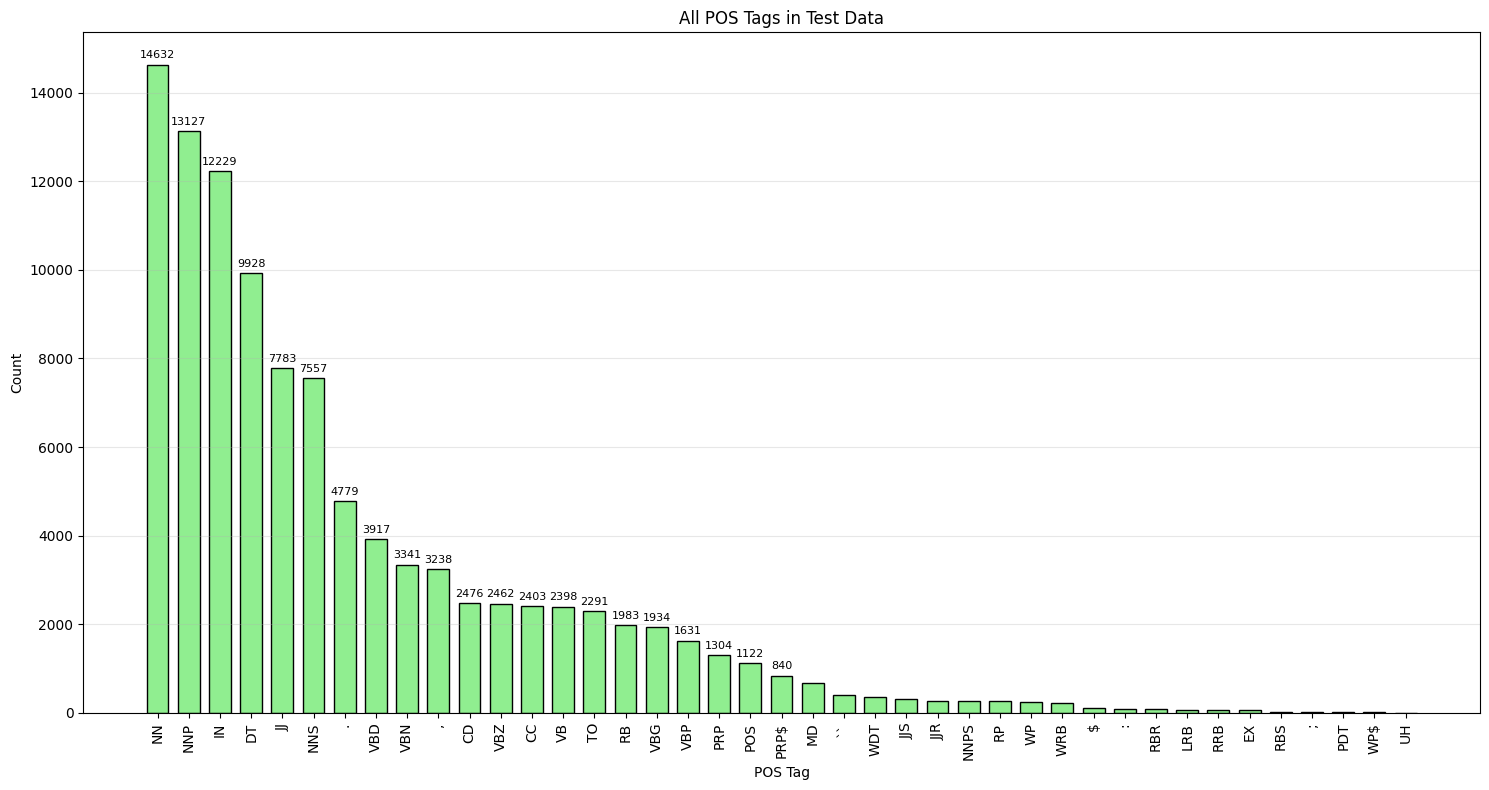 All POS Tags in Test Data
14632
13127
12229
9928
7783
7557
4779
3917
3341
3238
2476
2462
2403
2398
2291
1983
1934
1631
1304
1122
840
14000
12000
10000
8000
6000
4000
2000
0
Count
NN
NNP
IN
DT
JJ
NNS
.
VBD
VBN
,
CD
VBZ
CC
VB
TO
RB
VBG
VBP
PRP
POS
PRP$
MD
``
WDT
JJS
JJR
NNPS
RP
WP
WRB
$
:
RBR
LRB
RRB
EX
RBS
;
PDT
WP$
UH
POS Tag